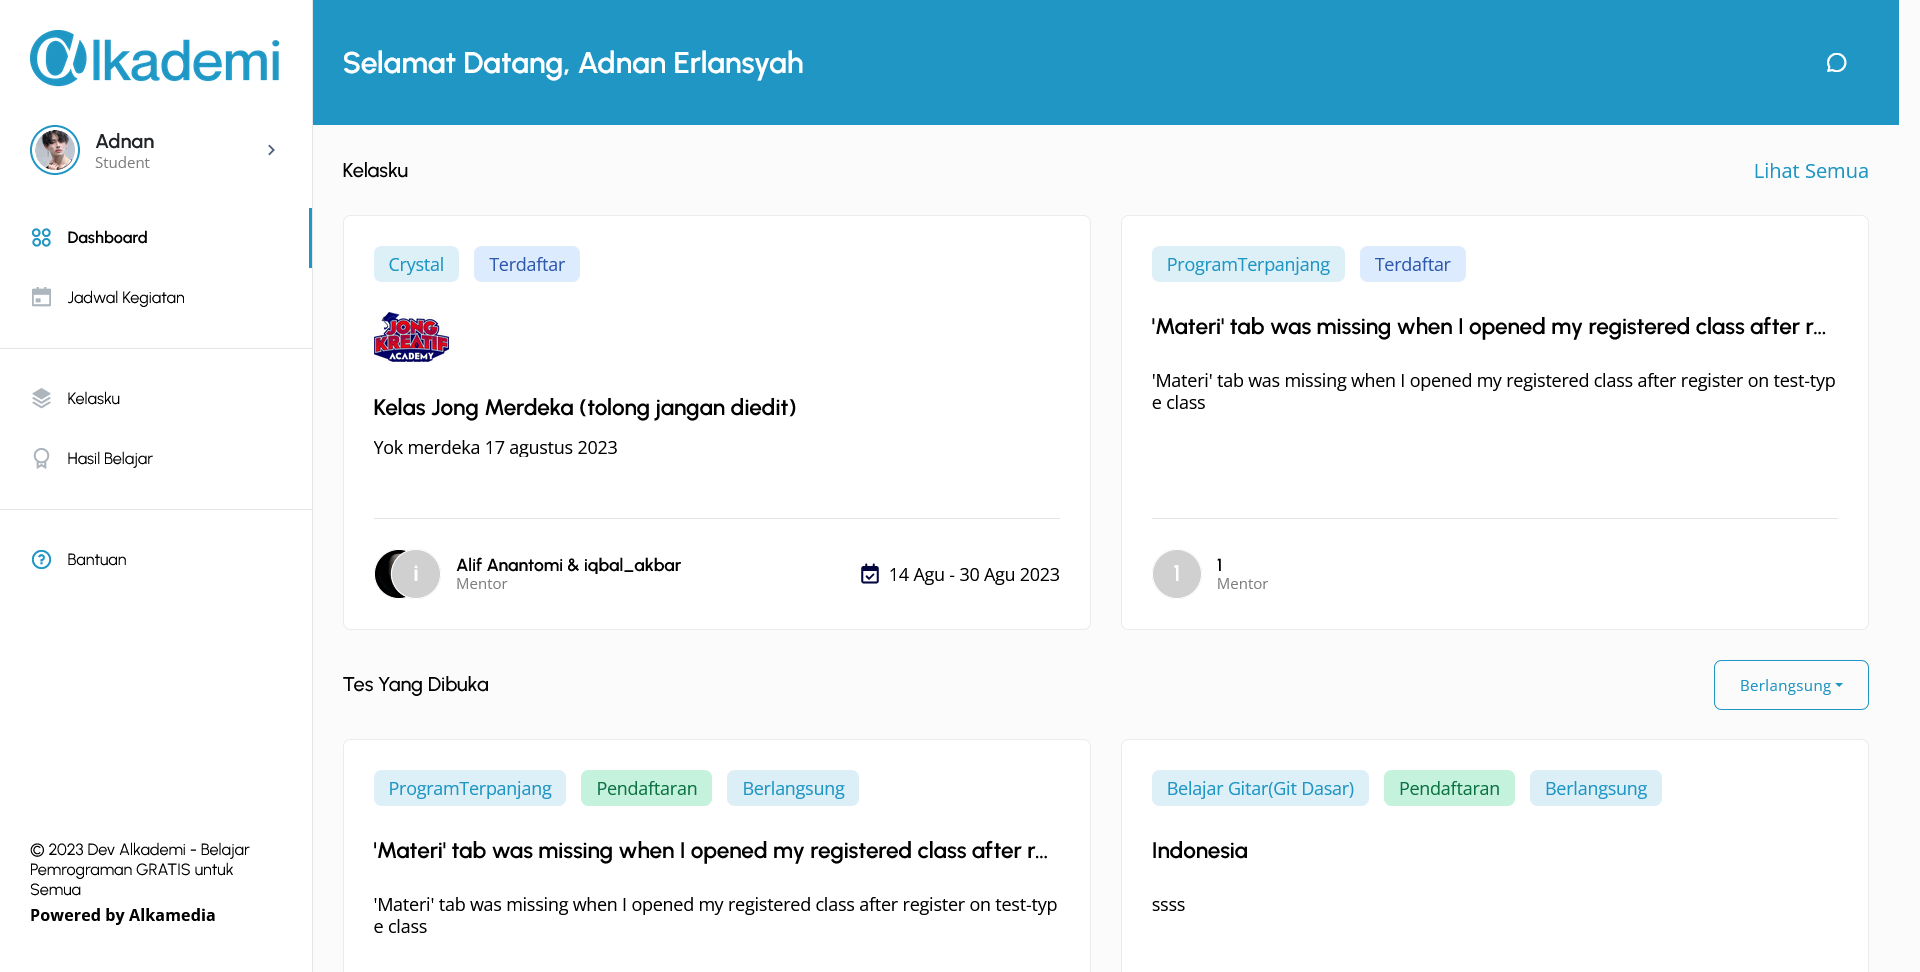 alkademi
Adnan
Student
Dashboard
Jadwal Kegiatan
Kelasku
Hasil Belajar
Bantuan
© 2023 Dev Alkademi - Belajar
Pemrograman GRATIS untuk
Semua
Powered by Alkamedia
Selamat Datang, Adnan Erlansyah
Kelasku
Lihat Semua
Crystal
Terdaftar
JONG
KREATIF
ACADEMY
Kelas Jong Merdeka (tolong jangan diedit)
Yok merdeka 17 agustus 2023
i
Alif Anantomi & iqbal_akbar
Mentor
14 Agu - 30 Agu 2023
ProgramTerpanjang
Terdaftar
'Materi' tab was missing when I opened my registered class after r...
'Materi' tab was missing when I opened my registered class after register on test-typ
e class
1
1
Mentor
Tes Yang Dibuka
Berlangsung
ProgramTerpanjang
Pendaftaran
Berlangsung
'Materi' tab was missing when I opened my registered class after r...
'Materi' tab was missing when I opened my registered class after register on test-typ
e class
Belajar Gitar(Git Dasar)
Pendaftaran
Berlangsung
Indonesia
ssss